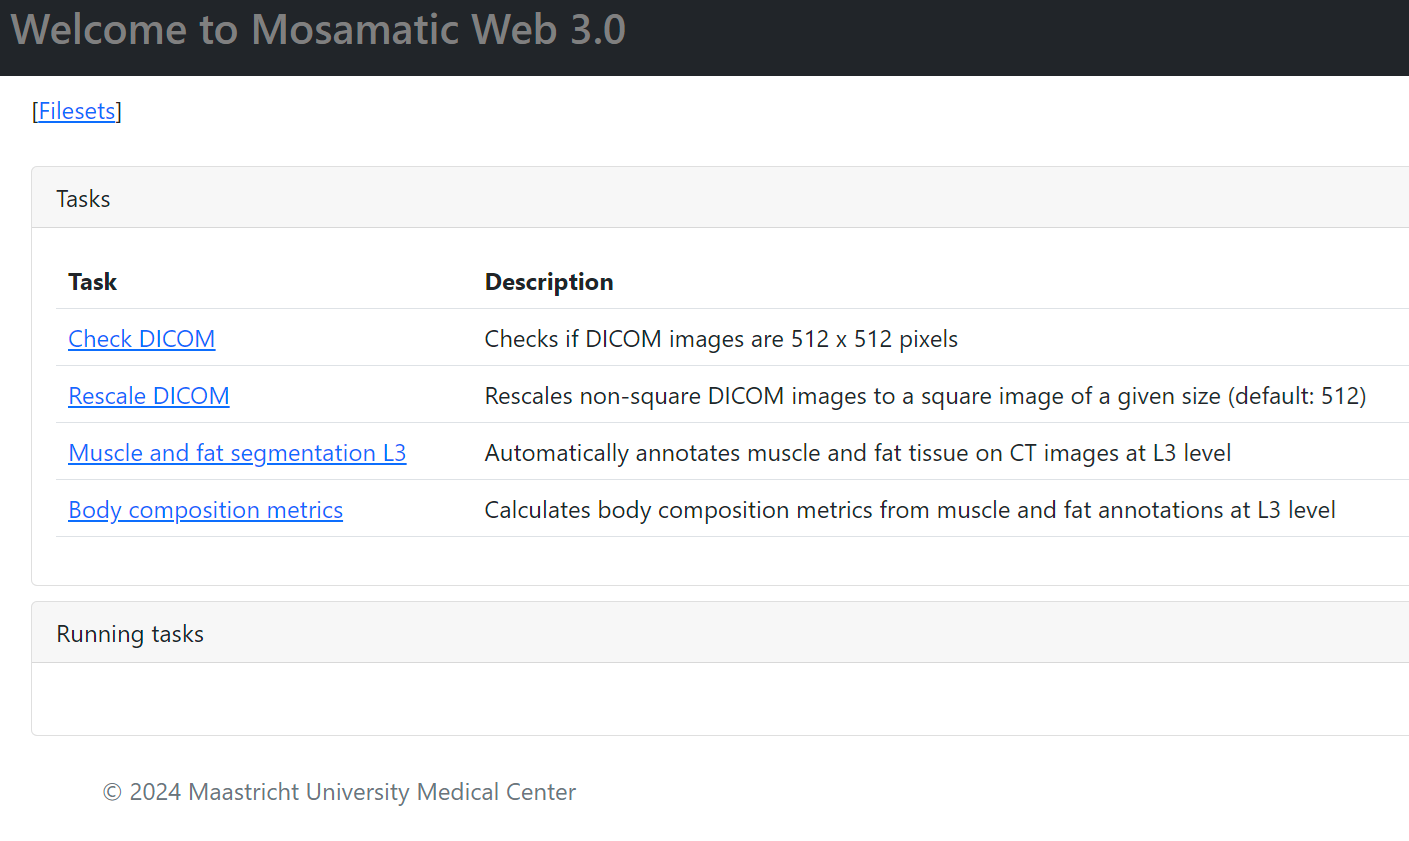 Welcome to Mosamatic Web 3.0
[Filesets]
Tasks
Task Description
Check DICOM Checks if DICOM images are 512 x 512 pixels
Rescale DICOM Rescales non-square DICOM images to a square image of a given size (default: 512)
Muscle and fat segmentation L3 Automatically annotates muscle and fat tissue on CT images at L3 level
Body composition metrics Calculates body composition metrics from muscle and fat annotations at L3 level
Running tasks
© 2024 Maastricht University Medical Center